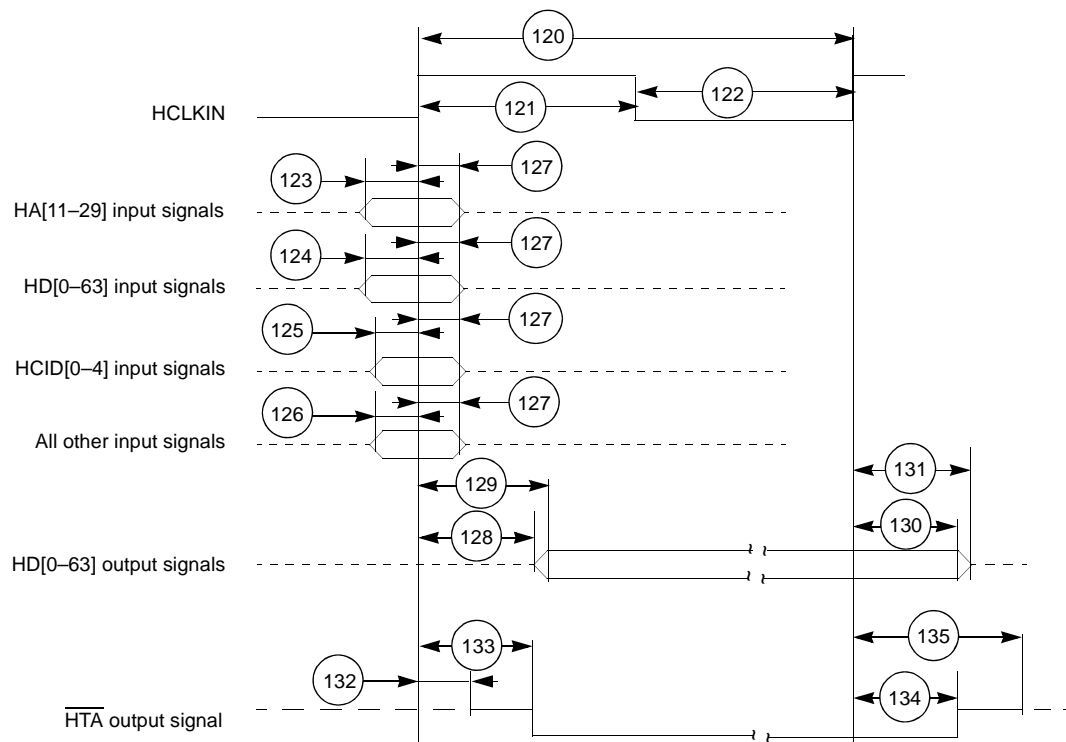 120
HCLKIN
121
122
123
127
HA[11–29] input signals
124
127
HD[0–63] input signals
125
127
HCID[0–4] input signals
126
127
All other input signals
129
131
128
130
HD[0–63] output signals
133
135
132
134
HTA output signal